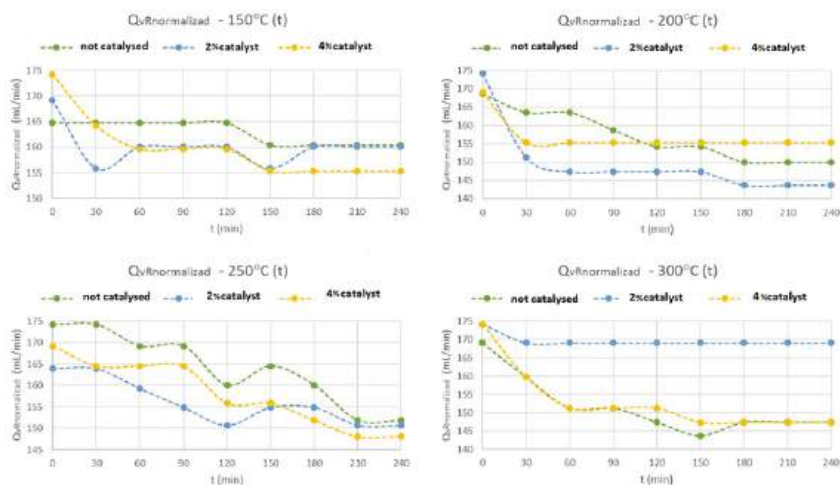 QvRnormalizad - 150°C (t)
not catalysed 2%catalyst 4%catalyst
QvRnormalizad (mL/min)
175
170
165
160
155
150
0 30 60 90 120 150 180 210 240
t (min)
QvRnormalizad - 200°C (t)
not catalysed 2%catalyst 4%catalyst
QvRnormalizad (mL/min)
175
170
165
160
155
150
145
140
0 30 60 90 120 150 180 210 240
t (min)
QvRnormalizad - 250°C (t)
not catalysed 2%catalyst 4%catalyst
QvRnormalizad (mL/min)
175
170
165
160
155
150
145
0 30 60 90 120 150 180 210 240
t (min)
QvRnormalizad - 300°C (t)
not catalysed 2%catalyst 4%catalyst
QvRnormalizad (mL/min)
175
170
165
160
155
150
145
140
0 30 60 90 120 150 180 210 240
t (min)